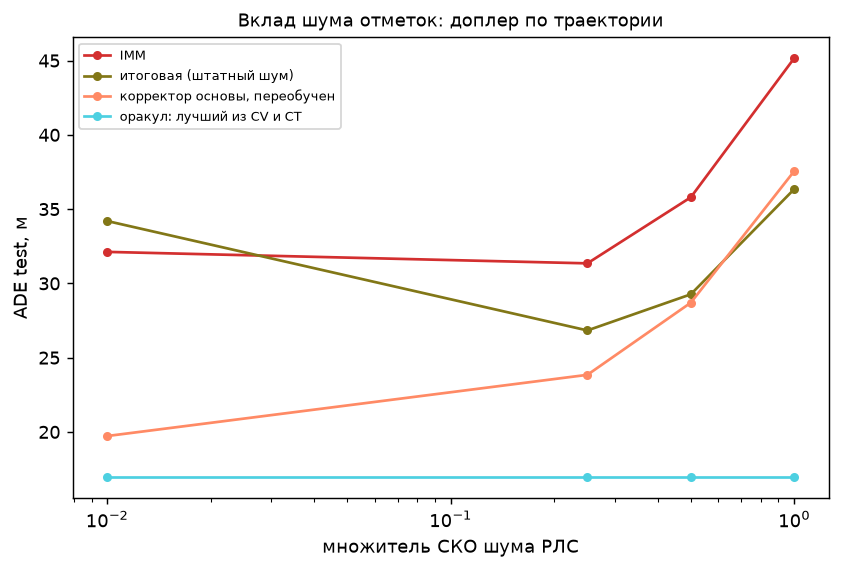 Вклад шума отметок: доплер по траектории
IMM
итоговая (штатный шум)
корректор основы, переобучен
оракул: лучший из CV и CT
ADE test, м
45
40
35
30
25
20
10⁻² 10⁻¹ 10⁰
множитель СКО шума РЛС